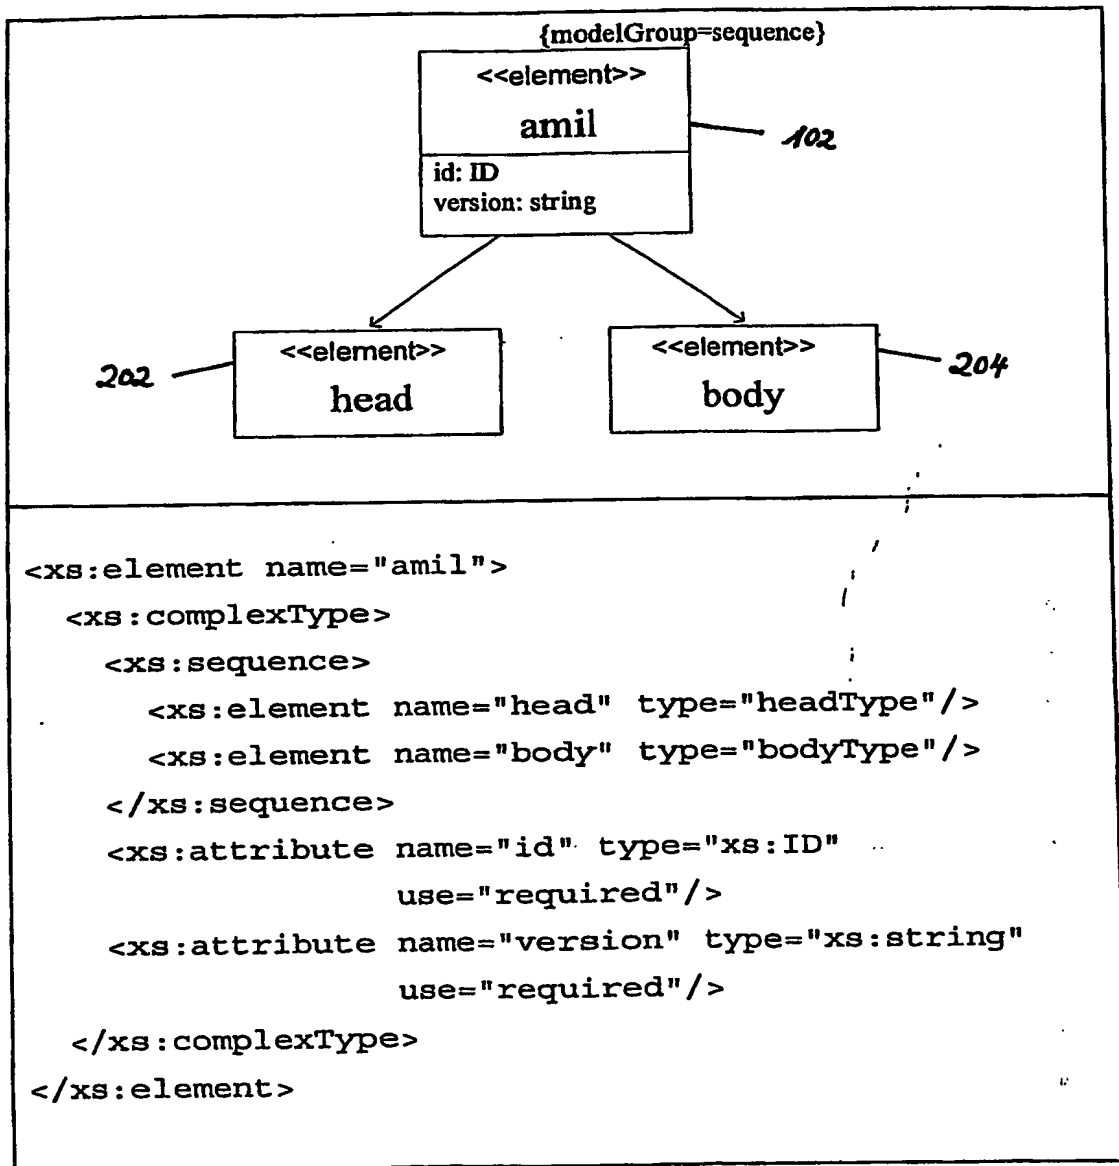 {modelGroup=sequence}
<<element>>
amil
102
id: ID
version: string
<<element>>
head
202
<<element>>
body
204
<xs:element name="amil">
<xs:complexType>
<xs:sequence>
<xs:element name="head" type="headType"/>
<xs:element name="body" type="bodyType"/>
</xs:sequence>
<xs:attribute name="id" type="xs:ID"
use="required"/>
<xs:attribute name="version" type="xs:string"
use="required"/>
</xs:complexType>
</xs:element>